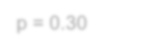 p = 0.30